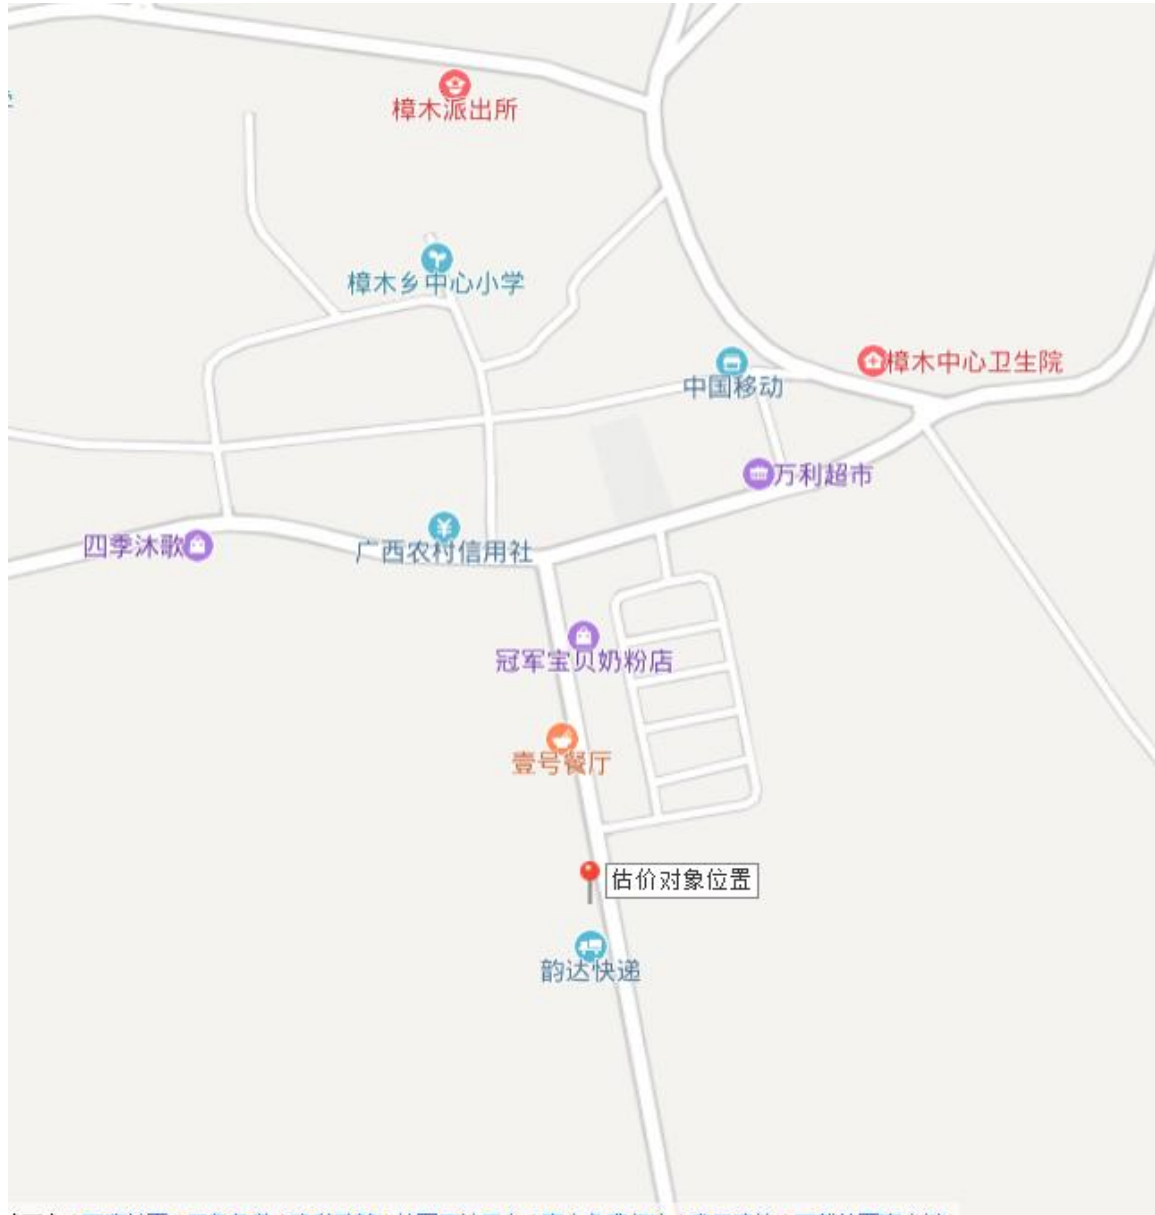 樟木派出所
樟木乡中心小学
中国移动
樟木中心卫生院
万利超市
四季沐歌
广西农村信用社
冠军宝贝奶粉店
壹号餐厅
估价对象位置
韵达快递